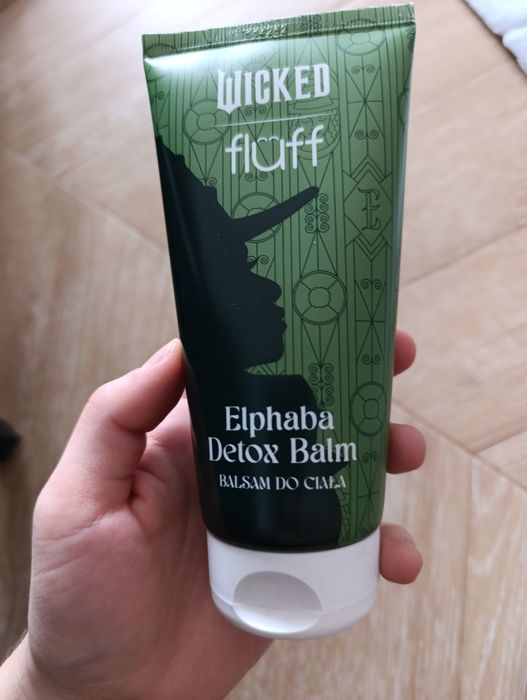 WICKED
fluff
E
Elphaba
Detox Balm
BALSAM DO CIAŁA